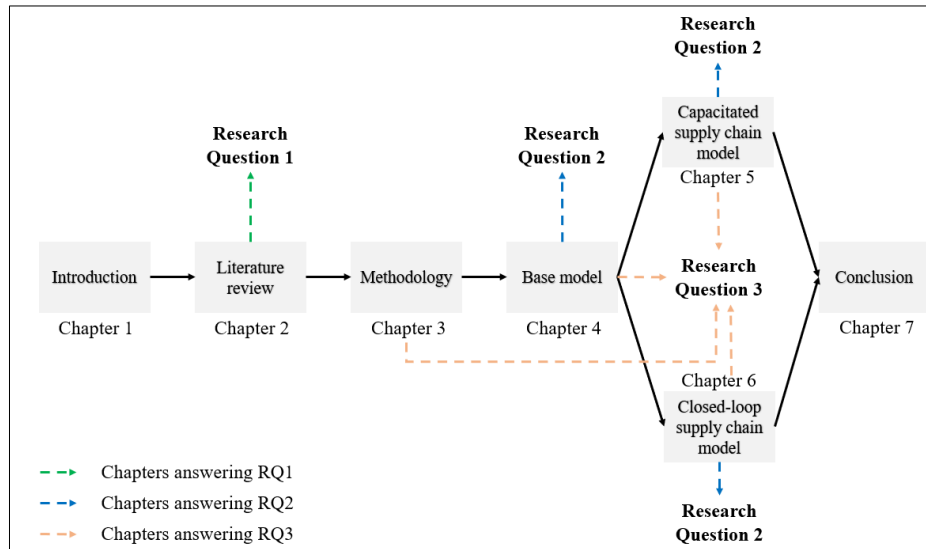 Research
Question 2
Capacitated
supply chain
model
Chapter 5
Research
Question 1
Research
Question 2
Introduction
Chapter 1
Literature
review
Chapter 2
Methodology
Chapter 3
Base model
Chapter 4
Research
Question 3
Conclusion
Chapter 7
Chapter 6
Closed-loop
supply chain
model
Research
Question 2
Chapters answering RQ1
Chapters answering RQ2
Chapters answering RQ3